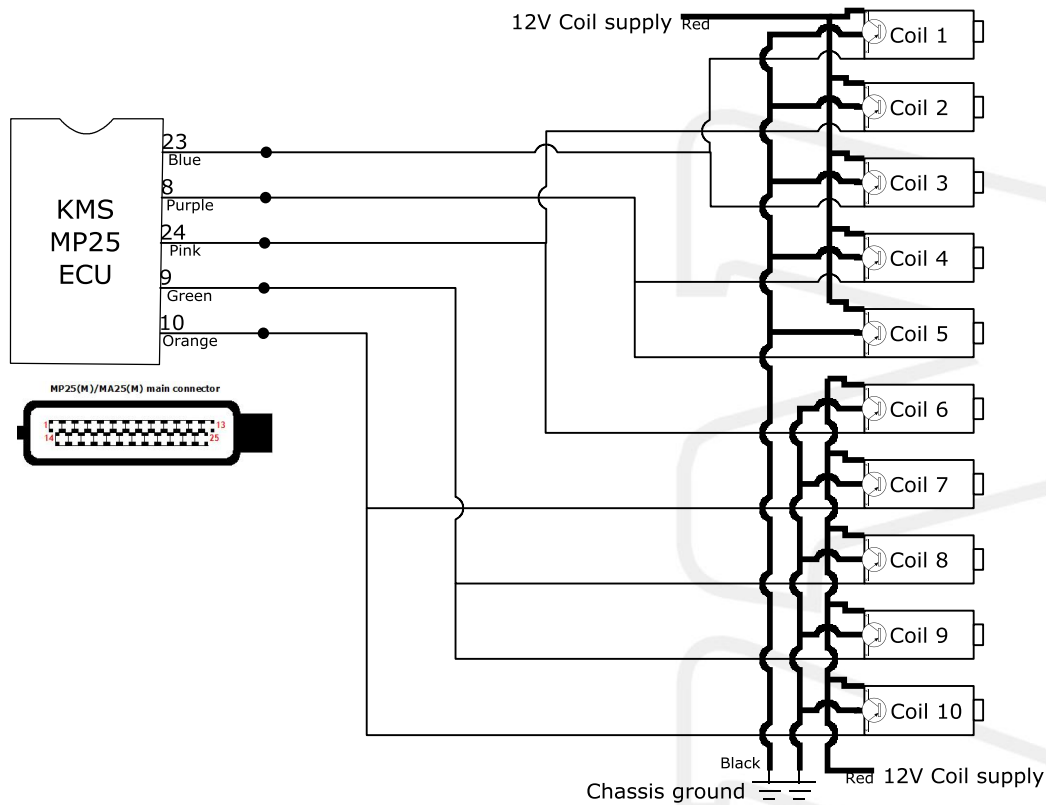 12V Coil supply Red
Coil 1
Coil 2
Coil 3
Coil 4
Coil 5
Coil 6
Coil 7
Coil 8
Coil 9
Coil 10
KMS
MP25
ECU
23
Blue
8
Purple
24
Pink
9
Green
10
Orange
MP25(M)/MA25(M) main connector
1 13
14 25
Black
Chassis ground
Red 12V Coil supply